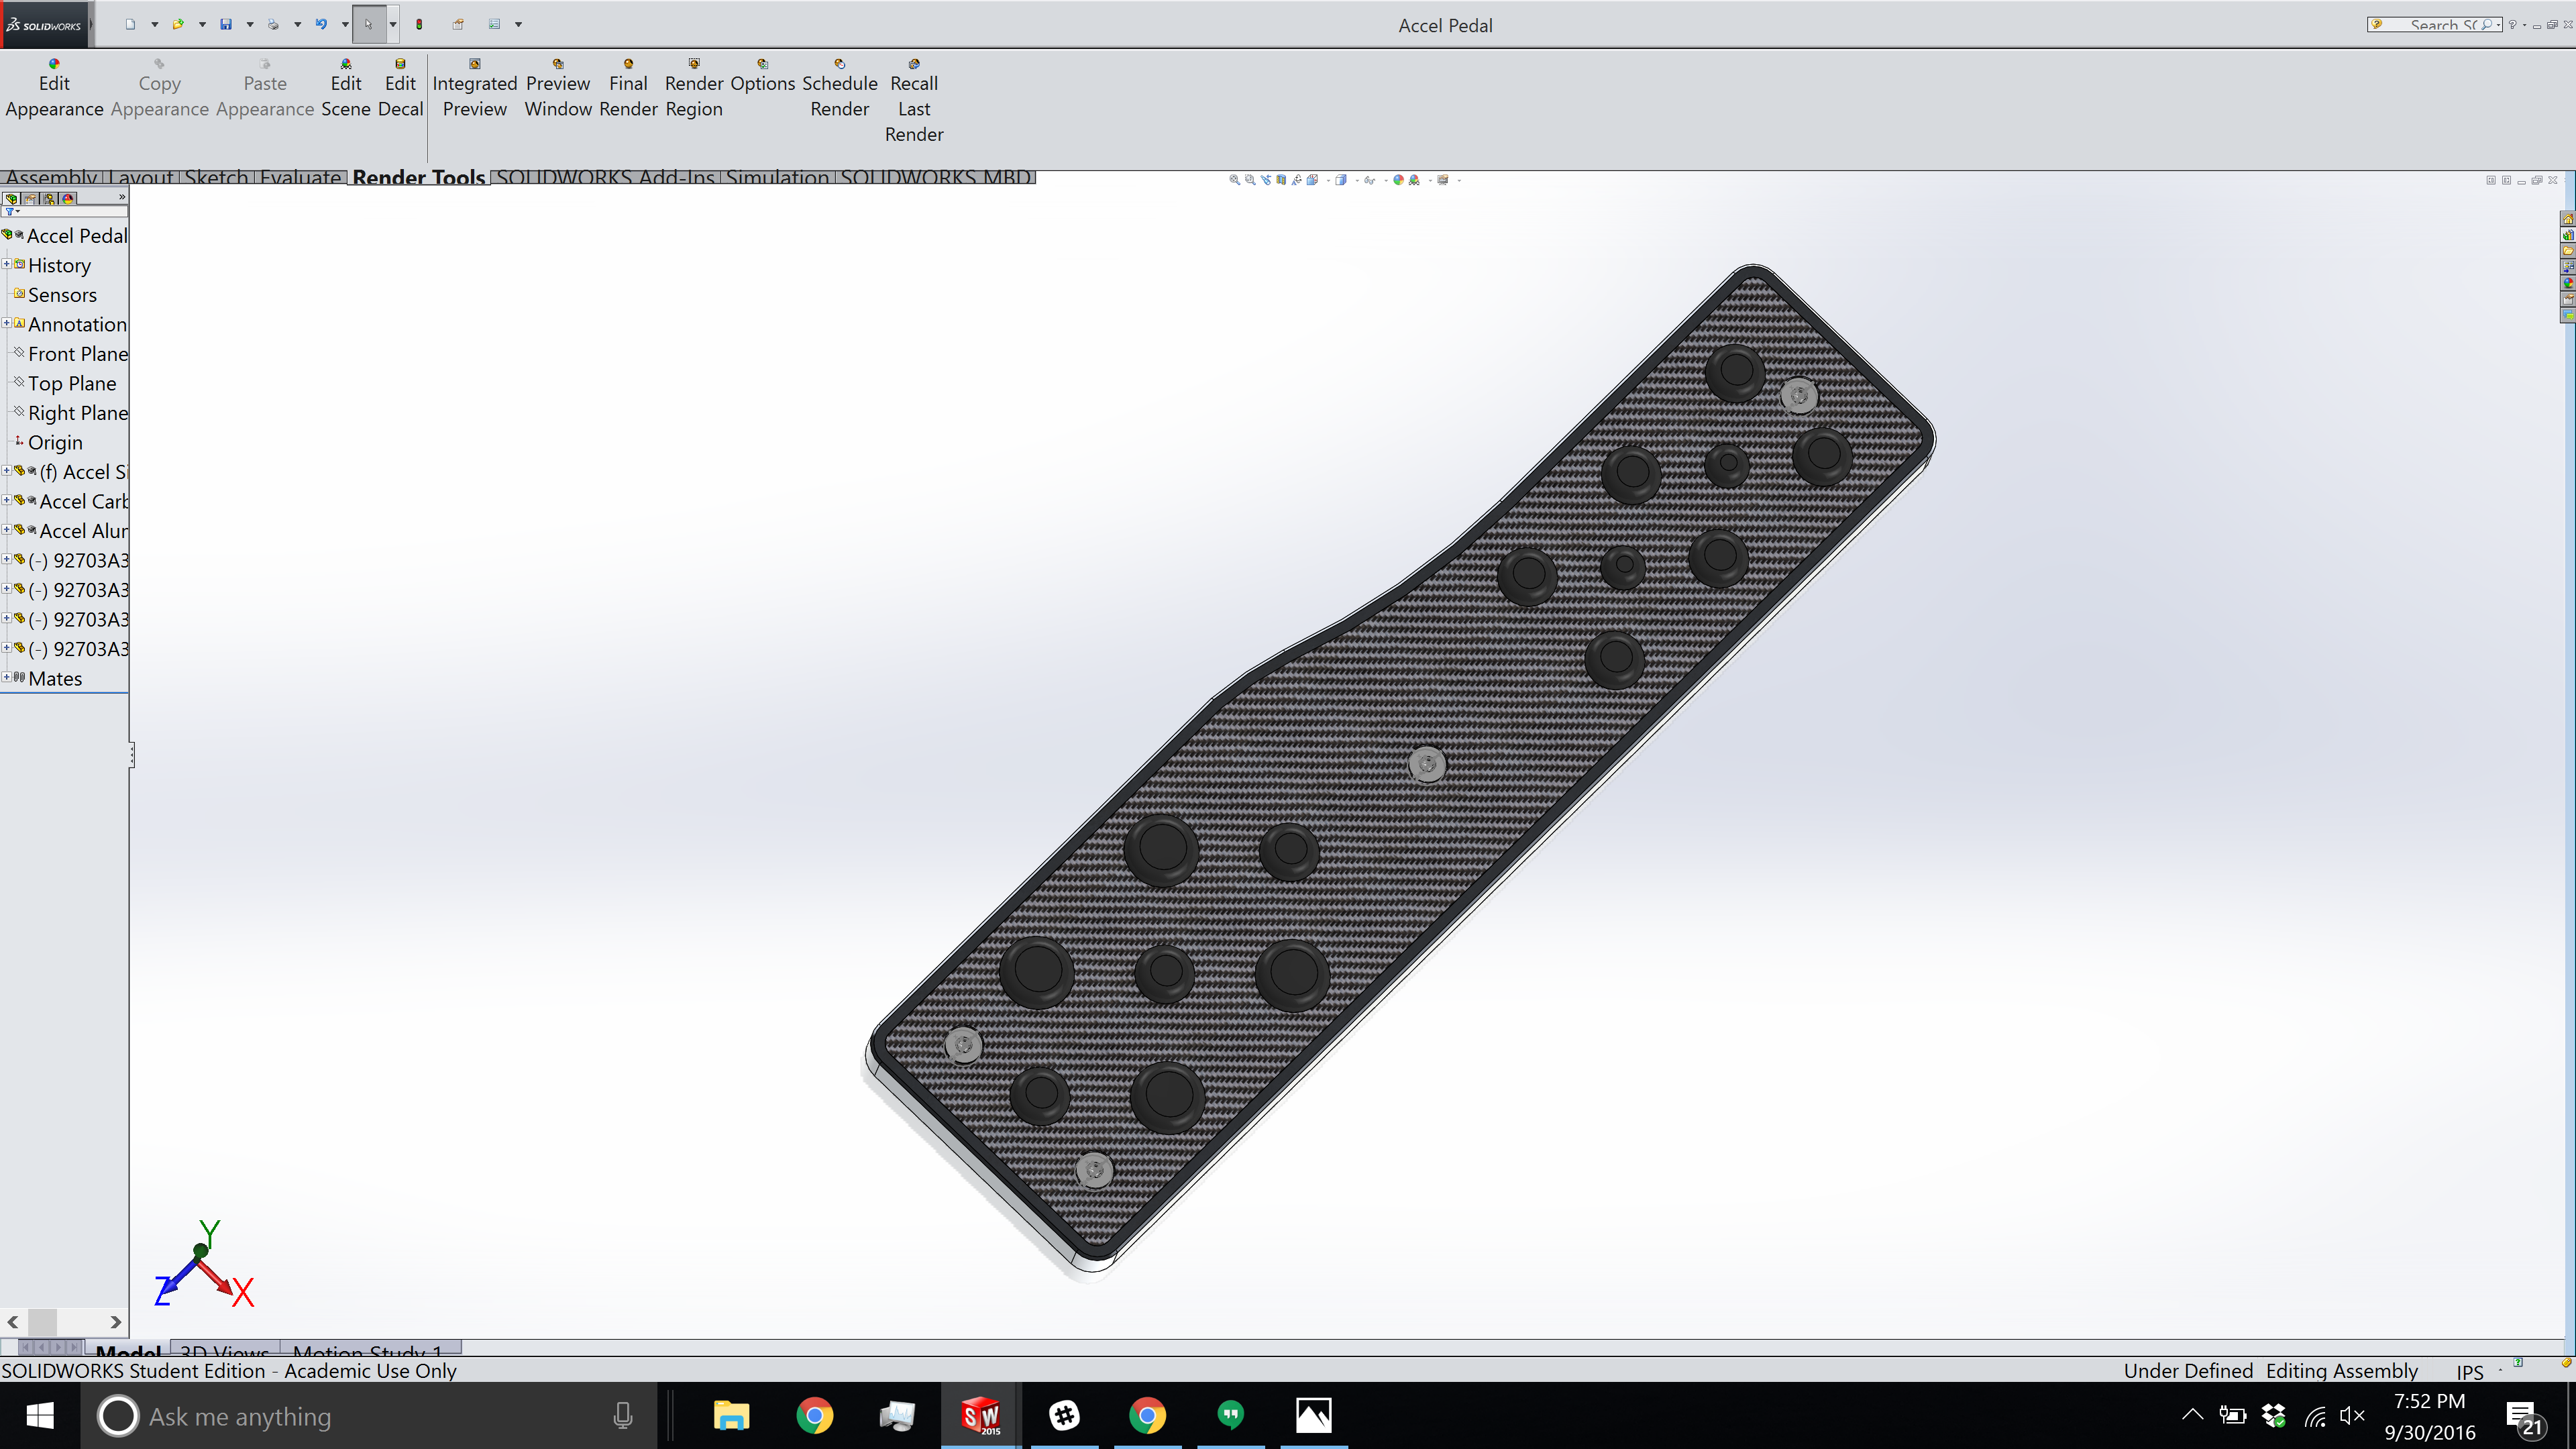 SOLIDWORKS
Accel Pedal
Search SO
Edit Appearance
Copy Appearance
Paste Appearance
Edit Scene
Edit Decal
Integrated Preview
Preview Window
Final Render
Render Region
Options
Schedule Render
Recall Last Render
Assembly Layout Sketch Evaluate Render Tools SOLIDWORKS Add-Ins Simulation SOLIDWORKS MBD
Accel Pedal
History
Sensors
Annotation
Front Plane
Top Plane
Right Plane
Origin
(f) Accel Si
Accel Carb
Accel Alur
(-) 92703A3
(-) 92703A3
(-) 92703A3
(-) 92703A3
Mates
Y
Z X
Model 3D Views Motion Study 1
SOLIDWORKS Student Edition - Academic Use Only
Under Defined Editing Assembly IPS
Ask me anything
SW 2015
7:52 PM
9/30/2016
21